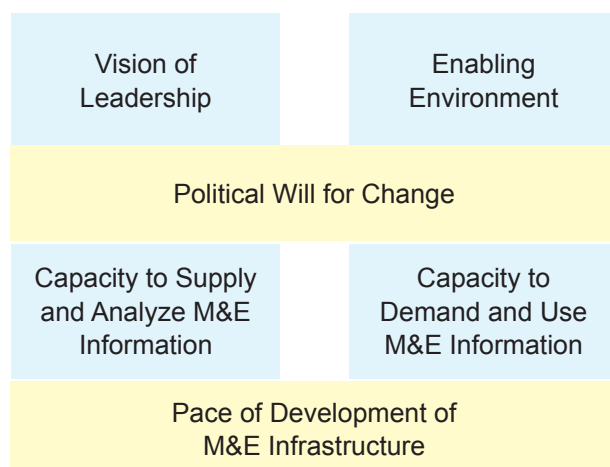 Vision of
Leadership
Enabling
Environment
Political Will for Change
Capacity to Supply
and Analyze M&E
Information
Capacity to
Demand and Use
M&E Information
Pace of Development of
M&E Infrastructure